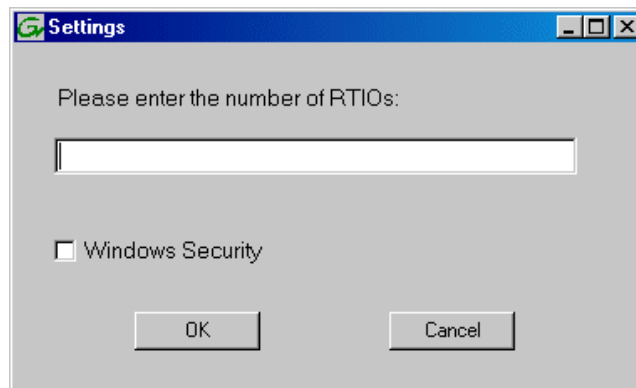 Settings
Please enter the number of RTIOs:
Windows Security
OK
Cancel